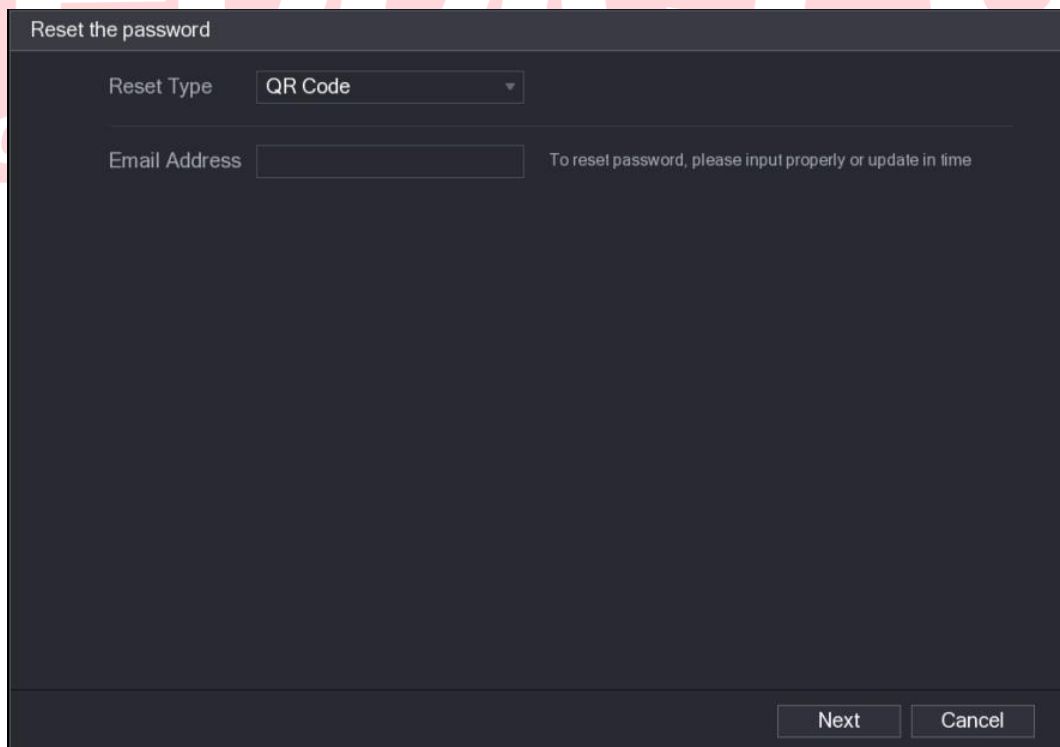 Reset the password
Reset Type QR Code
Email Address To reset password, please input properly or update in time
Next Cancel